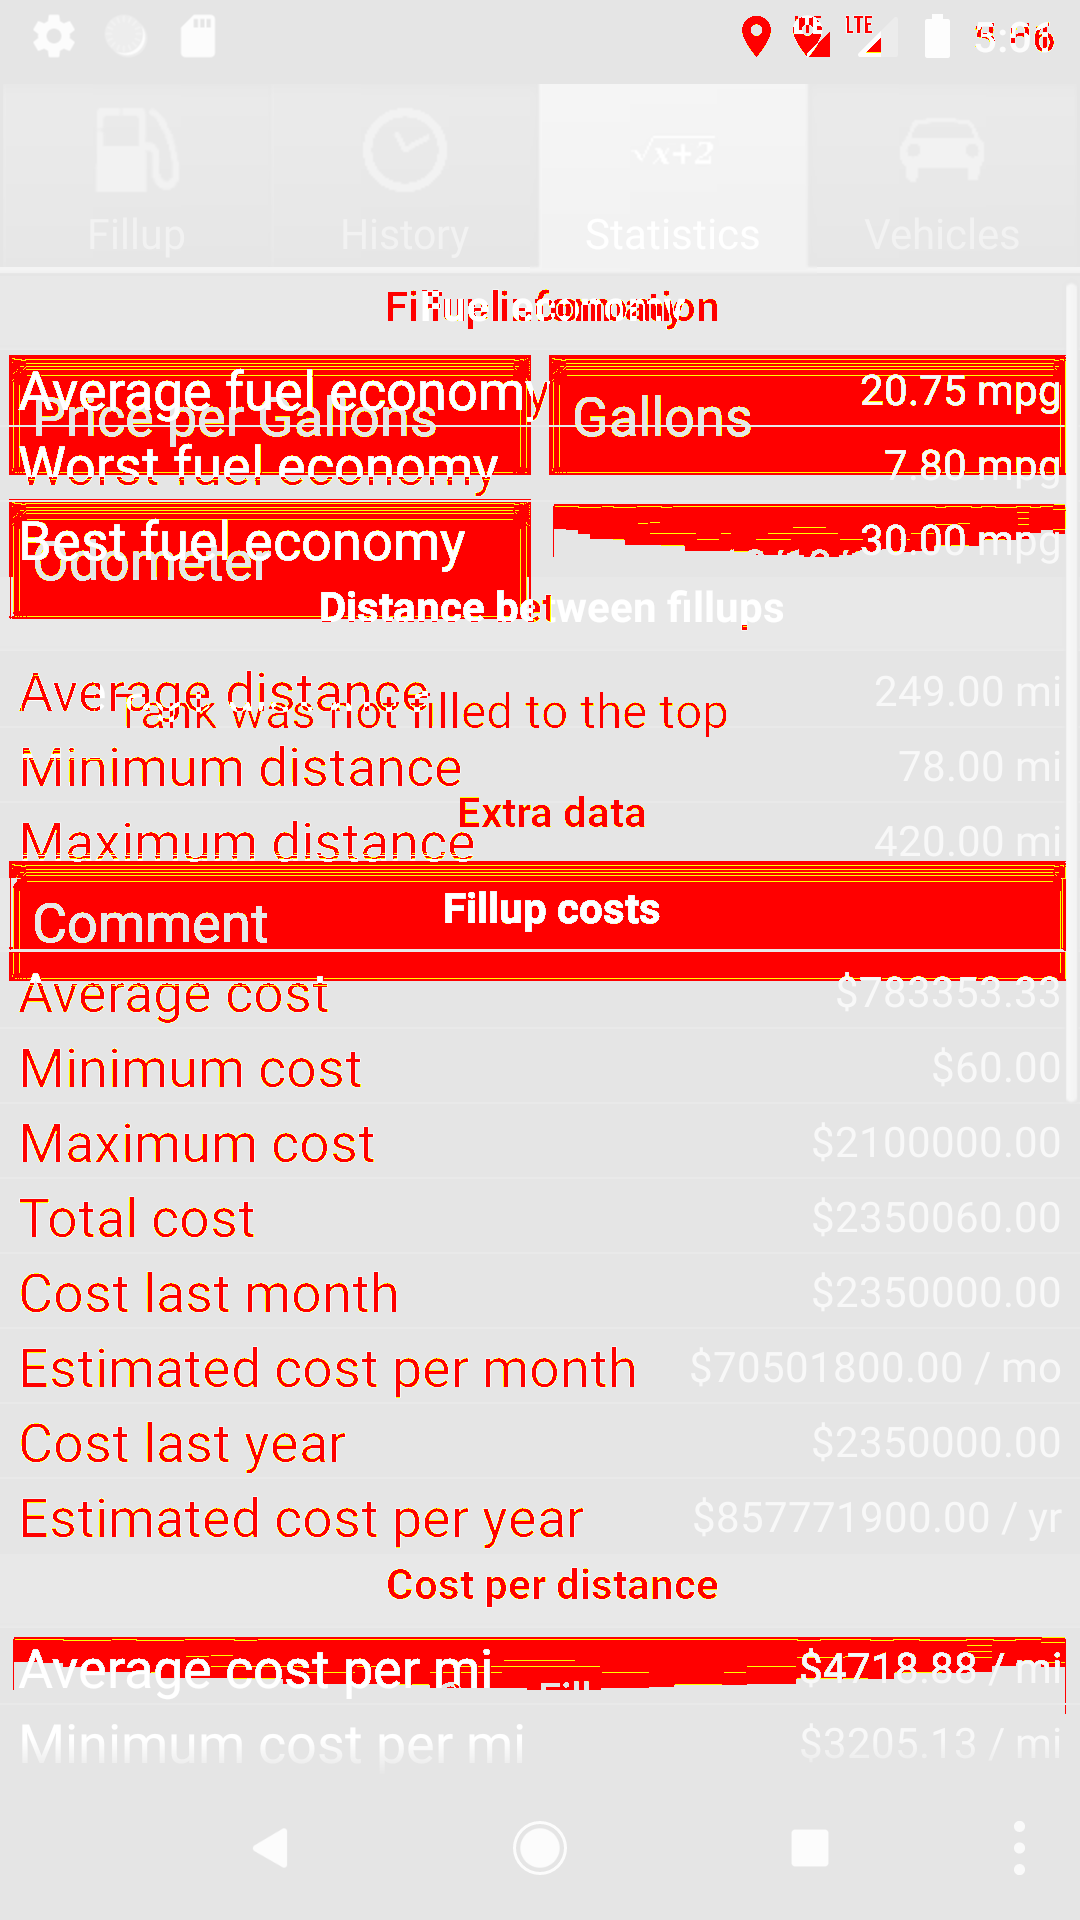 LTE LTE
Fillup History √x+2 Statistics Vehicles
Fuel economy
Fillup information
Average fuel economy 20.75 mpg
Price per Gallons Gallons
Worst fuel economy 7.80 mpg
Best fuel economy 30.00 mpg
Odometer
Distance between fillups
Average distance 249.00 mi
Tank was not filled to the top
Minimum distance 78.00 mi
Extra data
Maximum distance 420.00 mi
Fillup costs
Comment
Average cost $783353.33
Minimum cost $60.00
Maximum cost $2100000.00
Total cost $2350060.00
Cost last month $2350000.00
Estimated cost per month $70501800.00 / mo
Cost last year $2350000.00
Estimated cost per year $857771900.00 / yr
Cost per distance
Average cost per mi $4718.88 / mi
Minimum cost per mi $3205.13 / mi